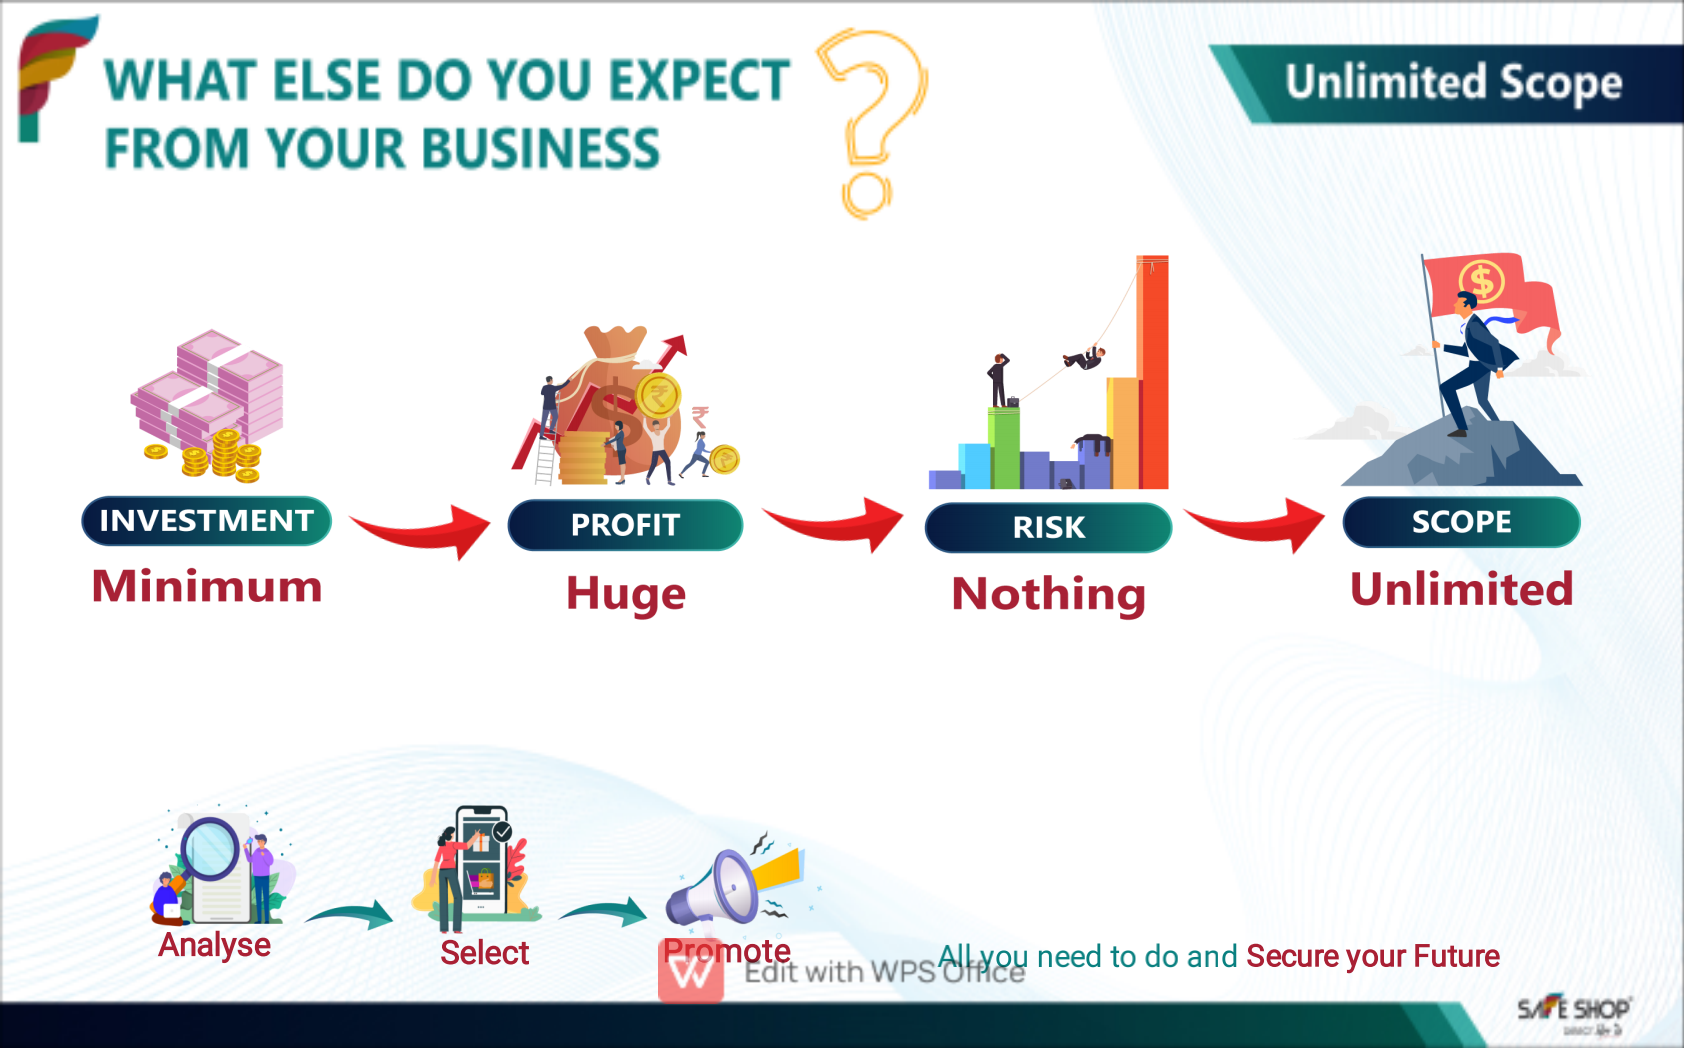 WHAT ELSE DO YOU EXPECT
FROM YOUR BUSINESS
Unlimited Scope
INVESTMENT
PROFIT
RISK
SCOPE
Minimum
Huge
Nothing
Unlimited
Analyse
Select
Promote
All you need to do and Secure your Future
Edit with WPS Office
SAFE SHOP